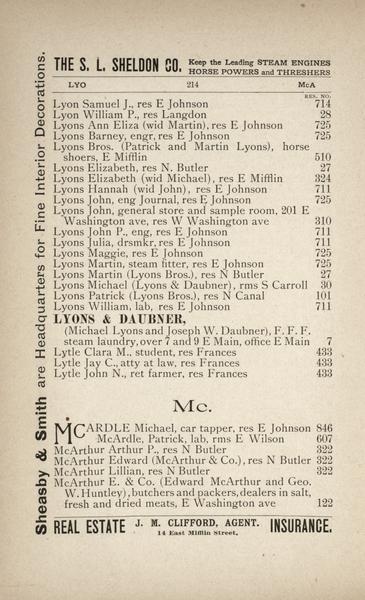 THE S. L. SHELDON CO. Keep the Leading STEAM ENGINES
HORSE POWERS and THRESHERS
LYO 214 McA
RES. NO.
Lyon Samuel J., res E Johnson 714
Lyon William P., res Langdon 28
Lyons Ann Eliza (wid Martin), res E Johnson 725
Lyons Barney, engr, res E Johnson 725
Lyons Bros. (Patrick and Martin Lyons), horse
shoers, E Mifflin 510
Lyons Elizabeth, res N. Butler 27
Lyons Elizabeth (wid Michael), res E Mifflin 324
Lyons Hannah (wid John), res E Johnson 711
Lyons John, eng Journal, res E Johnson 725
Lyons John, general store and sample room, 201 E
Washington ave, res W Washington ave 310
Lyons John P., eng, res E Johnson 711
Lyons Julia, drsmkr, res E Johnson 711
Lyons Maggie, res E Johnson 725
Lyons Martin, steam fitter, res E Johnson 725
Lyons Martin (Lyons Bros.), res N Butler 27
Lyons Michael (Lyons & Daubner), rms S Carroll 30
Lyons Patrick (Lyons Bros.), res N Canal 101
Lyons William, lab, res E Johnson 711
LYONS & DAUBNER,
(Michael Lyons and Joseph W. Daubner), F. F. F.
steam laundry, over 7 and 9 E Main, office E Main 7
Lytle Clara M., student, res Frances 433
Lytle Jay C., atty at law, res Frances 433
Lytle John N., ret farmer, res Frances 433
Mc.
McARDLE Michael, car tapper, res E Johnson 846
McArdle, Patrick, lab, rms E Wilson 607
McArthur Arthur P., res N Butler 322
McArthur Edward (McArthur & Co.), res N Butler 322
McArthur Lillian, res N Butler 322
McArthur E. & Co. (Edward McArthur and Geo.
W. Huntley), butchers and packers, dealers in salt,
fresh and dried meats, E Washington ave 122
REAL ESTATE J. M. CLIFFORD, AGENT. INSURANCE.
14 East Mifflin Street.
Sheasby & Smith are Headquarters for Fine Interior Decorations.